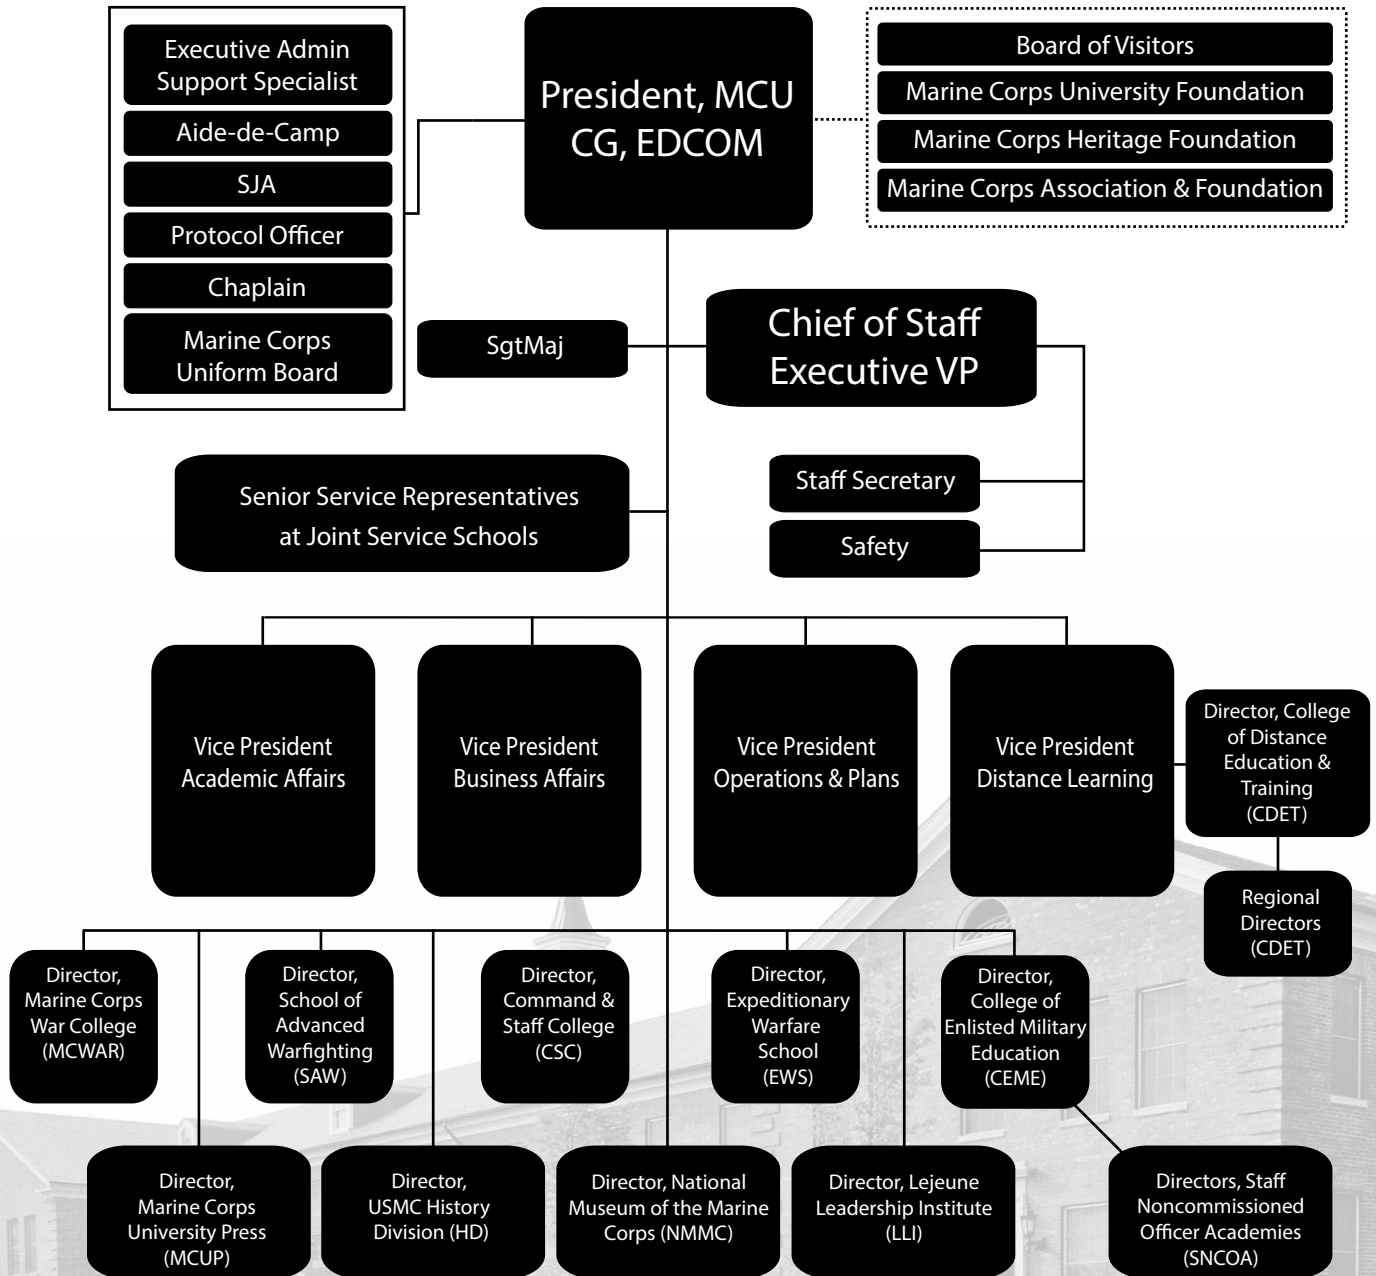 Executive Admin
Support Specialist
Aide-de-Camp
SJA
Protocol Officer
Chaplain
Marine Corps
Uniform Board
President, MCU
CG, EDCOM
Board of Visitors
Marine Corps University Foundation
Marine Corps Heritage Foundation
Marine Corps Association & Foundation
SgtMaj
Chief of Staff
Executive VP
Senior Service Representatives
at Joint Service Schools
Staff Secretary
Safety
Vice President
Academic Affairs
Vice President
Business Affairs
Vice President
Operations & Plans
Vice President
Distance Learning
Director, College
of Distance
Education &
Training
(CDET)
Regional
Directors
(CDET)
Director,
Marine Corps
War College
(MCWAR)
Director,
School of
Advanced
Warfighting
(SAW)
Director,
Command &
Staff College
(CSC)
Director,
Expeditionary
Warfare
School
(EWS)
Director,
College of
Enlisted Military
Education
(CEME)
Director,
Marine Corps
University Press
(MCUP)
Director,
USMC History
Division (HD)
Director, National
Museum of the Marine
Corps (NMMC)
Director, Lejeune
Leadership Institute
(LLI)
Directors, Staff
Noncommissioned
Officer Academies
(SNCOA)